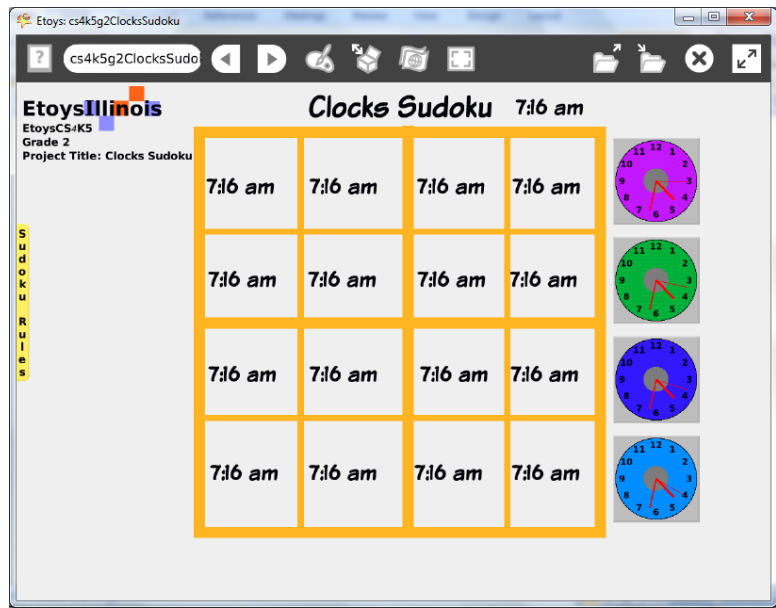 Etoys: cs4k5g2ClocksSudoku
? cs4k5g2ClocksSudo
EtoysIllinois
EtoysCS4K5
Grade 2
Project Title: Clocks Sudoku
Clocks Sudoku 7:16 am
Sudoku Rules
7:16 am 7:16 am 7:16 am 7:16 am
7:16 am 7:16 am 7:16 am 7:16 am
7:16 am 7:16 am 7:16 am 7:16 am
7:16 am 7:16 am 7:16 am 7:16 am